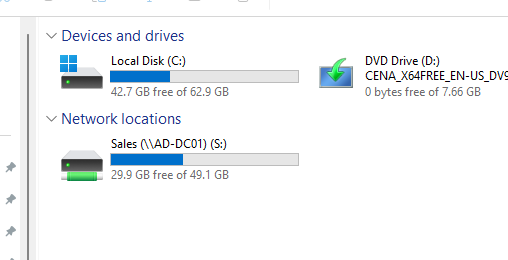 Devices and drives
Local Disk (C:)
42.7 GB free of 62.9 GB
DVD Drive (D:)
CENA_X64FREE_EN-US_DV9
0 bytes free of 7.66 GB
Network locations
Sales (\\AD-DC01) (S:)
29.9 GB free of 49.1 GB